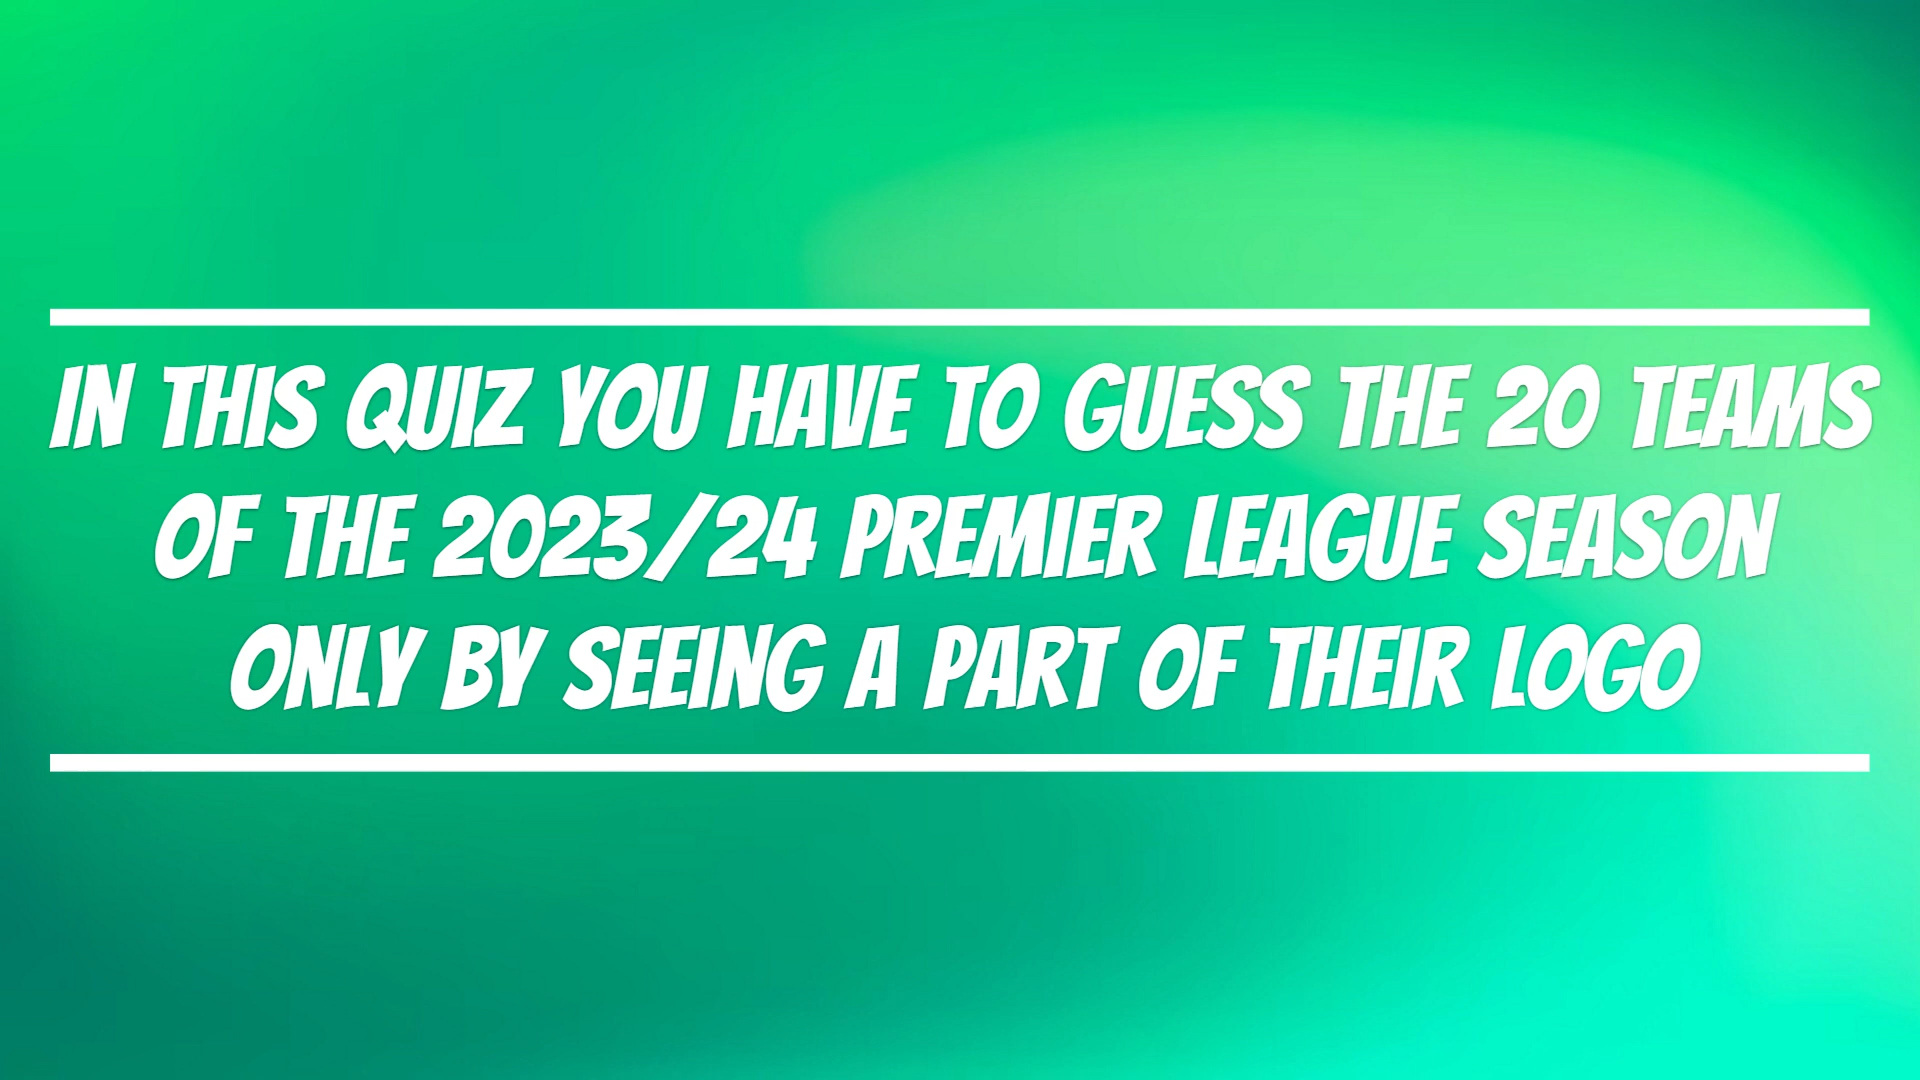 IN THIS QUIZ YOU HAVE TO GUESS THE 20 TEAMS
OF THE 2023/24 PREMIER LEAGUE SEASON
ONLY BY SEEING A PART OF THEIR LOGO